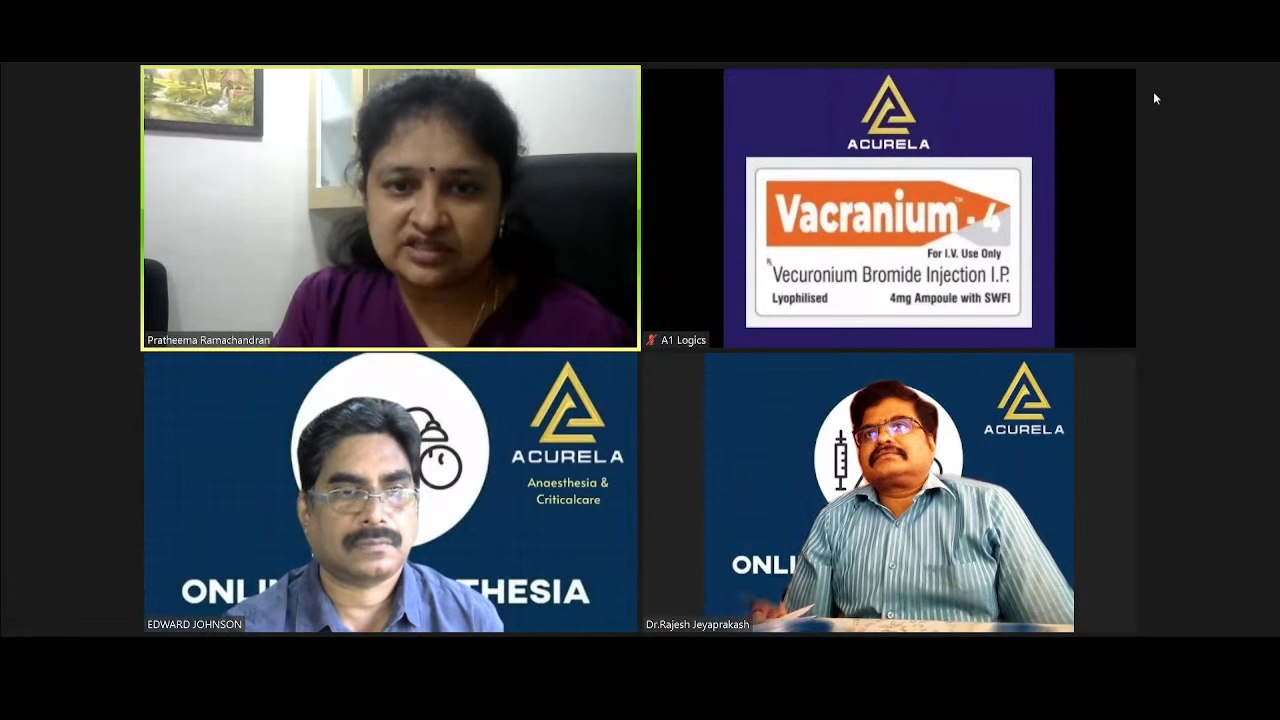 ACURELA
Vacranium™ - 4
For I.V. Use Only
Vecuronium Bromide Injection I.P.
Lyophilised 4mg Ampoule with SWFI
Pratheema Ramachandran
A1 Logics
ACURELA
Anaesthesia &
Criticalcare
ONLI THESIA
EDWARD JOHNSON
ACURELA
ONLI
Dr.Rajesh Jeyaprakash